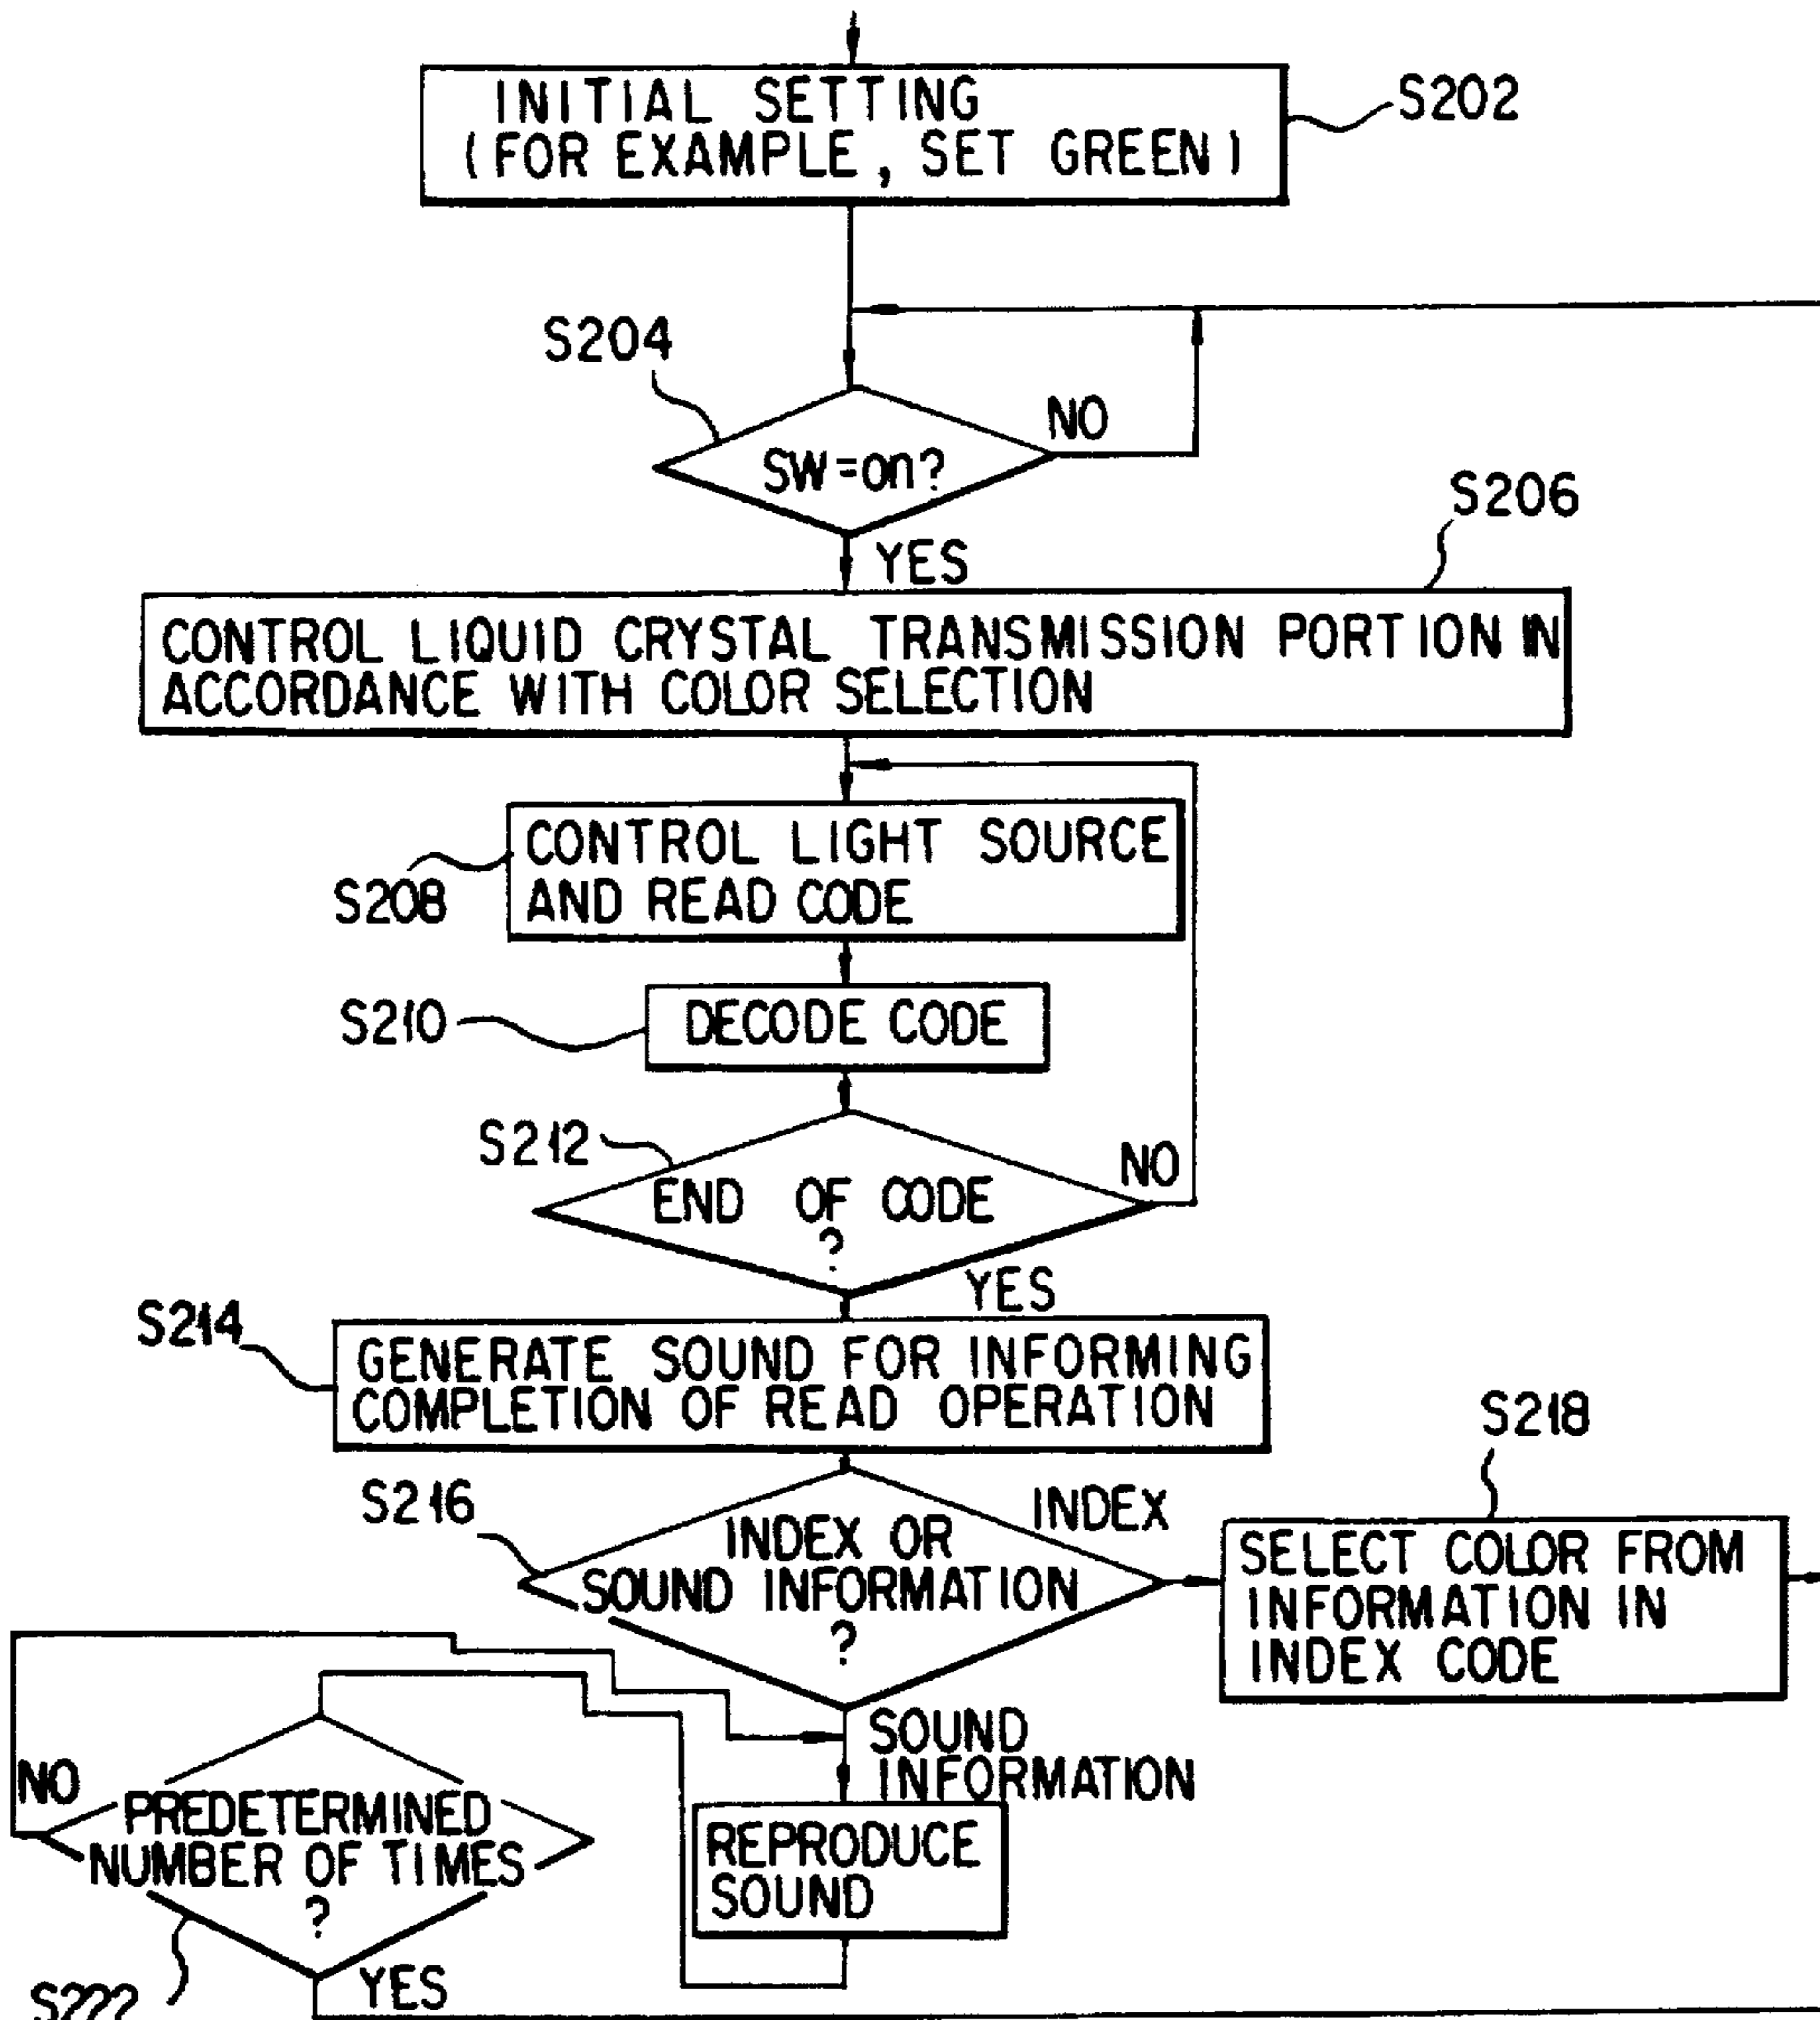 INITIAL SETTING
(FOR EXAMPLE, SET GREEN)
S202
S204
SW=on?
NO
YES
S206
CONTROL LIQUID CRYSTAL TRANSMISSION PORTION IN
ACCORDANCE WITH COLOR SELECTION
CONTROL LIGHT SOURCE
AND READ CODE
S208
S210
DECODE CODE
S212
END OF CODE
?
NO
YES
S214
GENERATE SOUND FOR INFORMING
COMPLETION OF READ OPERATION
S216
INDEX OR
SOUND INFORMATION
?
INDEX
S218
SELECT COLOR FROM
INFORMATION IN
INDEX CODE
SOUND
INFORMATION
REPRODUCE
SOUND
NO
PREDETERMINED
NUMBER OF TIMES
?
YES
S222